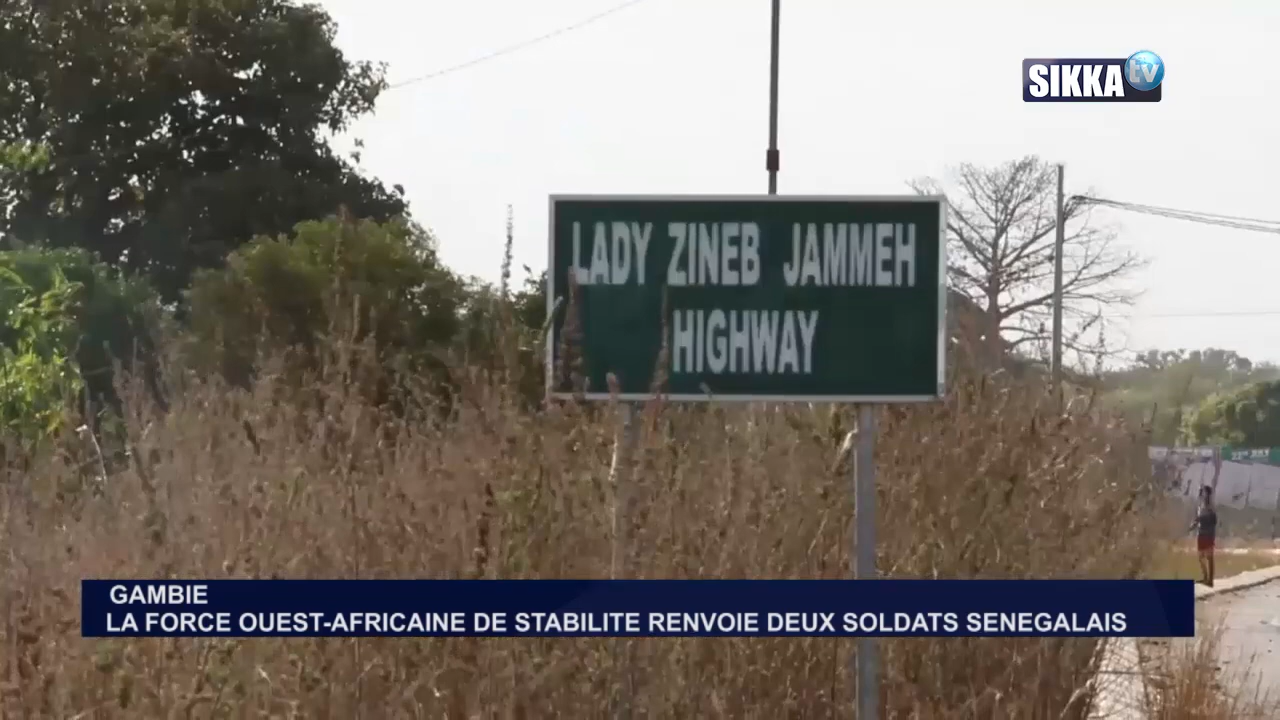 SIKKA tv
LADY ZINEB JAMMEH
HIGHWAY
GAMBIE
LA FORCE OUEST-AFRICAINE DE STABILITE RENVOIE DEUX SOLDATS SENEGALAIS